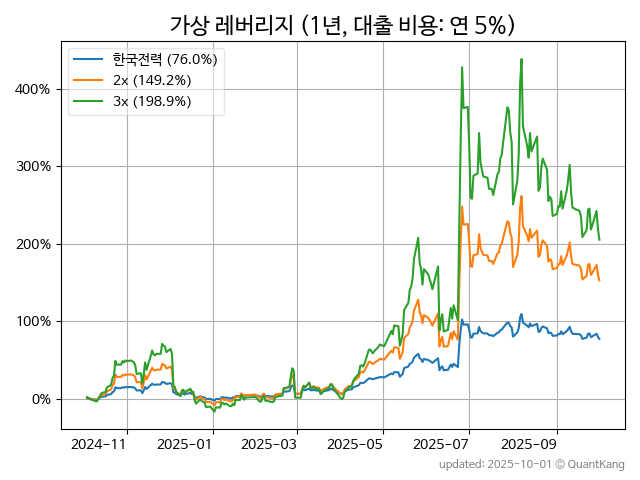 가상 레버리지 (1년, 대출 비용: 연 5%)
한국전력 (76.0%)
2x (149.2%)
3x (198.9%)
400%
300%
200%
100%
0%
2024-11
2025-01
2025-03
2025-05
2025-07
2025-09
updated: 2025-10-01 © QuantKang